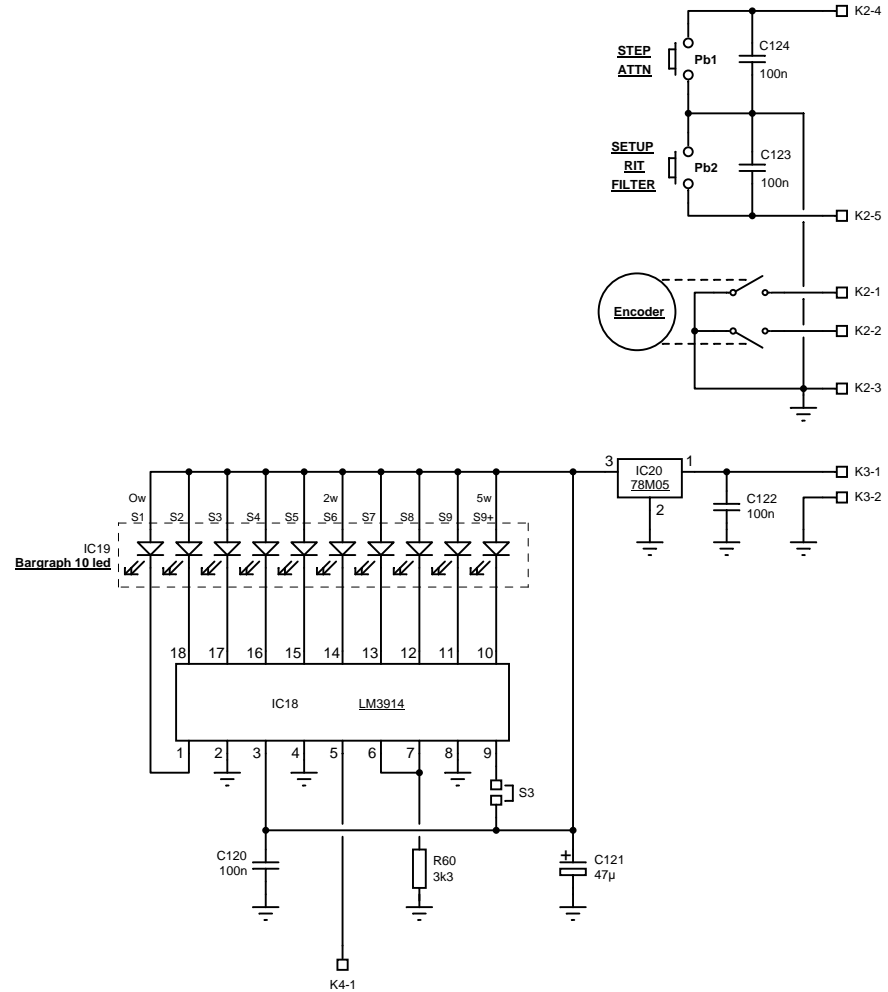 K2-4
STEP
ATTN
Pb1
C124
100n
SETUP
RIT
FILTER
Pb2
C123
100n
K2-5
Encoder
K2-1
K2-2
K2-3
3
IC20
78M05
1
2
K3-1
K3-2
C122
100n
Ow
2w
5w
S1
S2
S3
S4
S5
S6
S7
S8
S9
S9+
IC19
Bargraph 10 led
18
17
16
15
14
13
12
11
10
IC18
LM3914
1
2
3
4
5
6
7
8
9
S3
C120
100n
R60
3k3
+
C121
47µ
K4-1